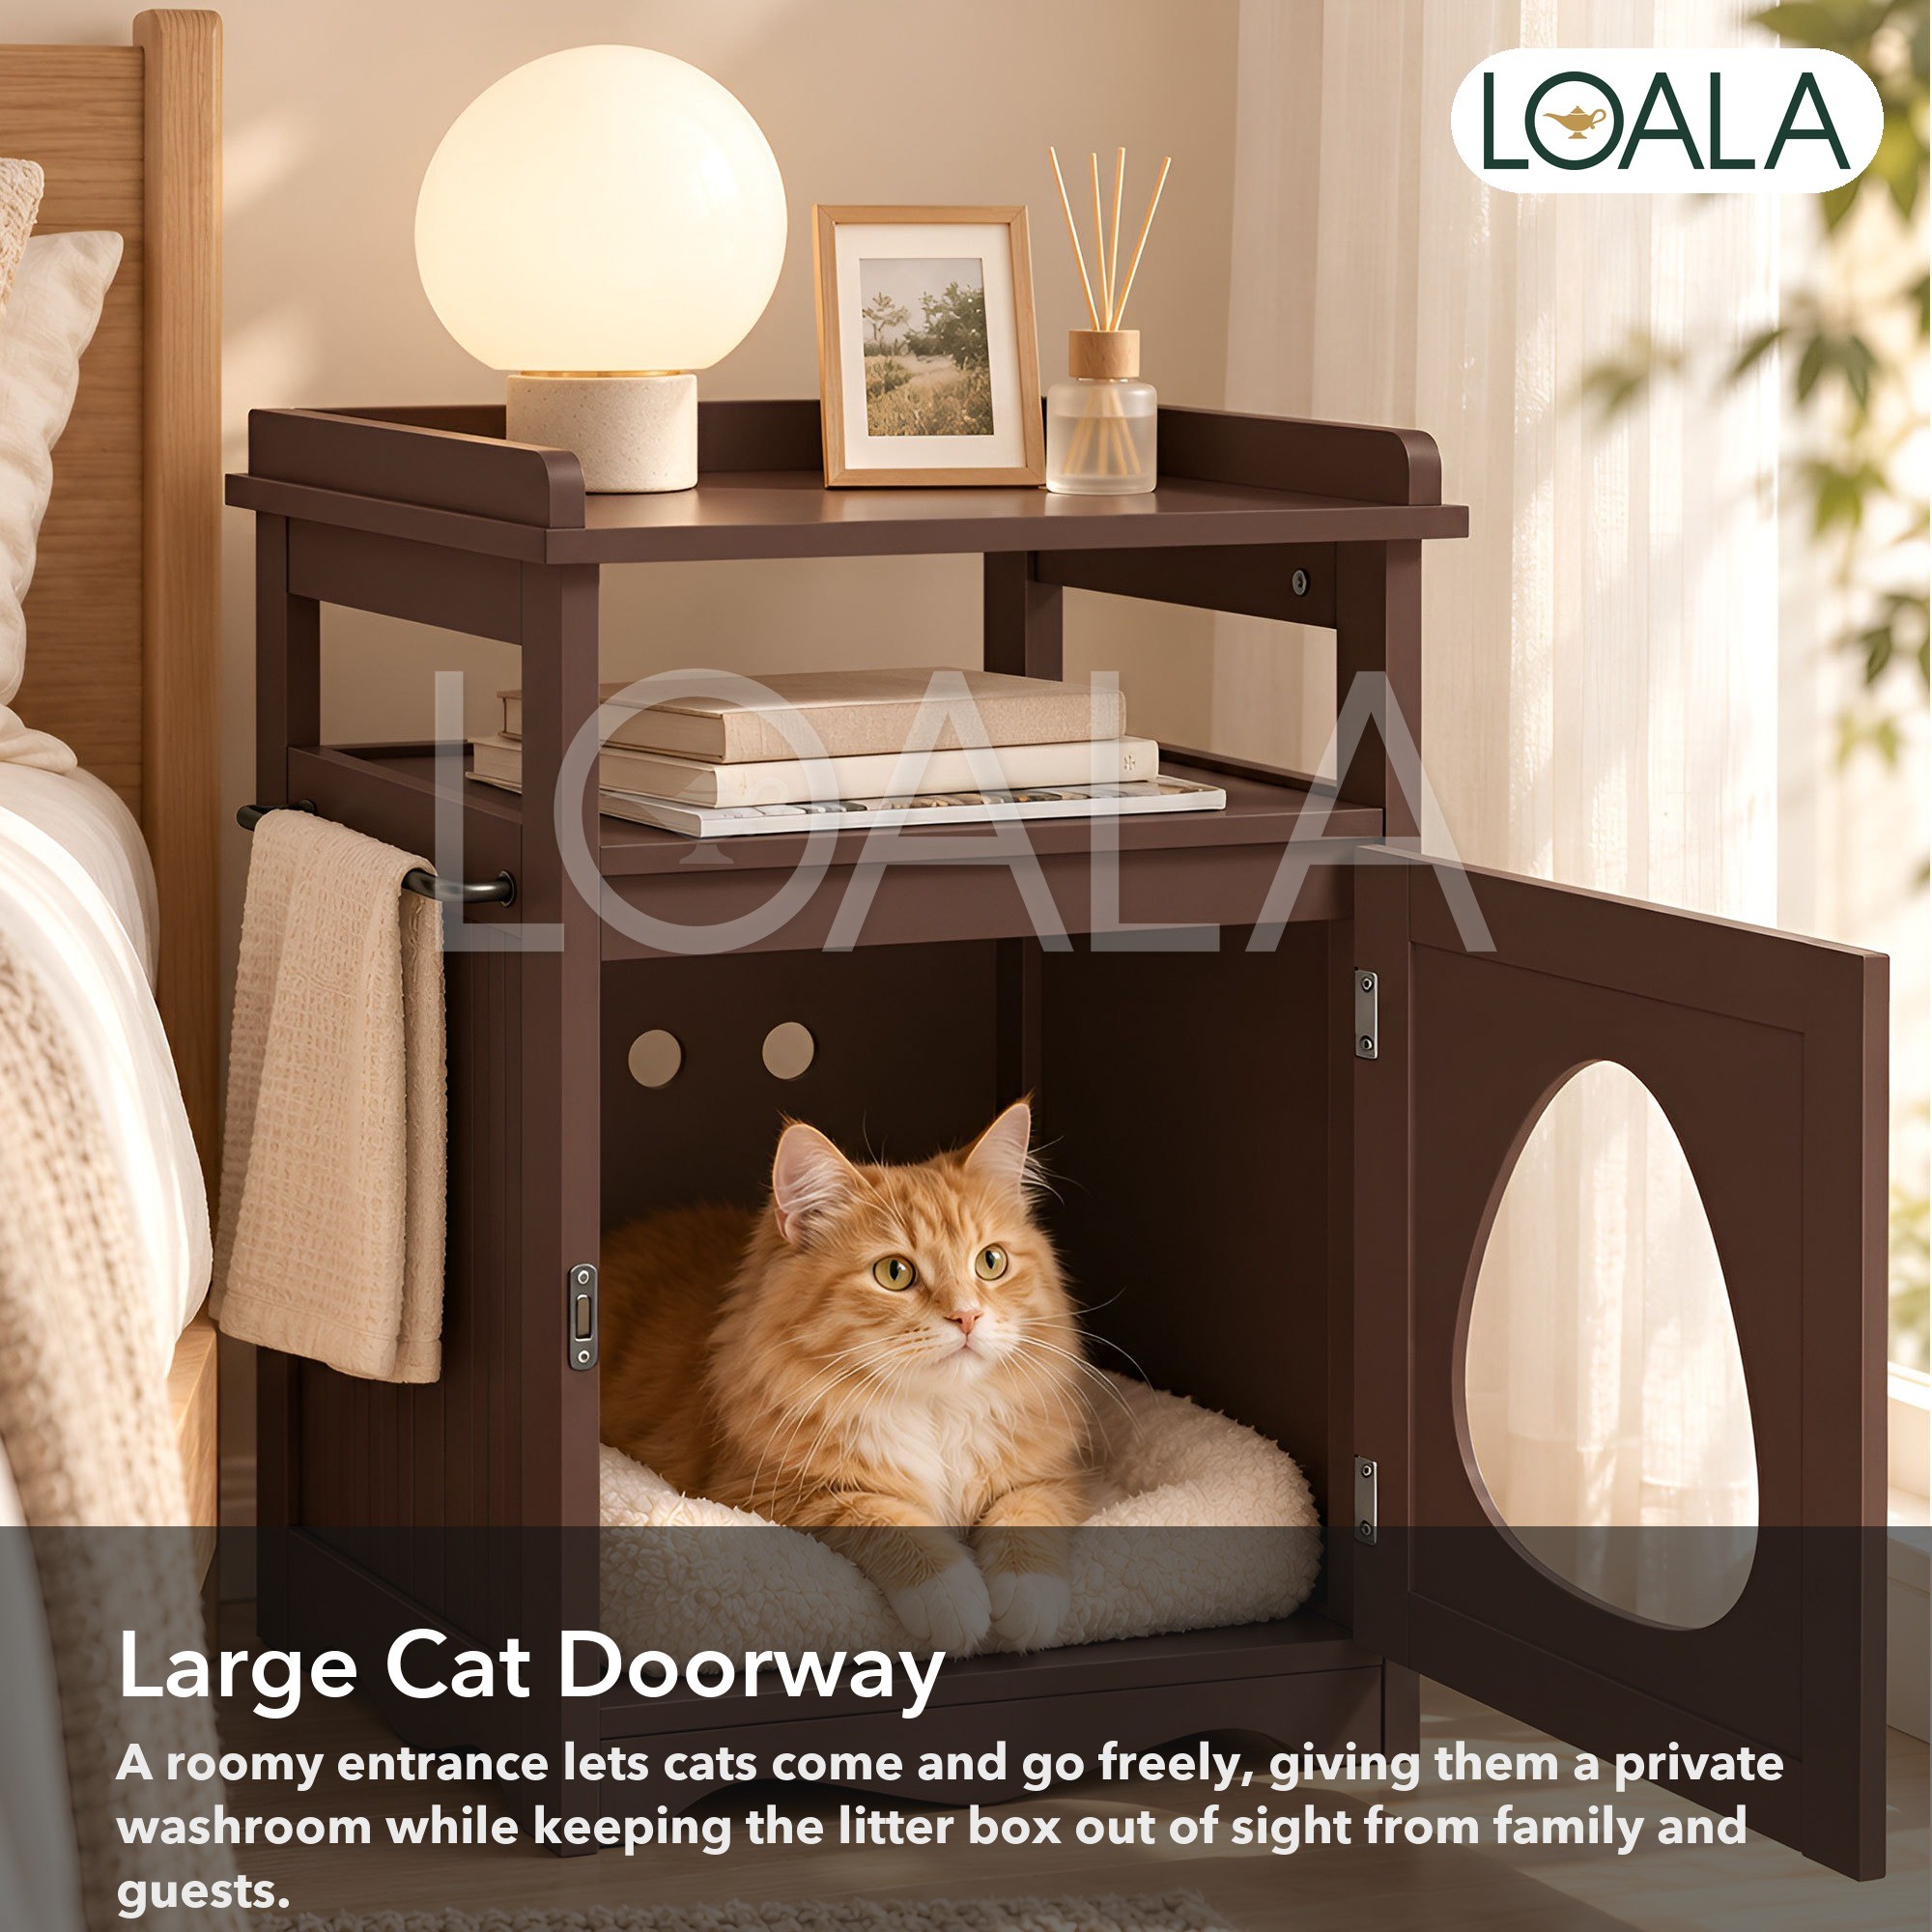 LOALA
LOALA
Large Cat Doorway
A roomy entrance lets cats come and go freely, giving them a private
washroom while keeping the litter box out of sight from family and
guests.